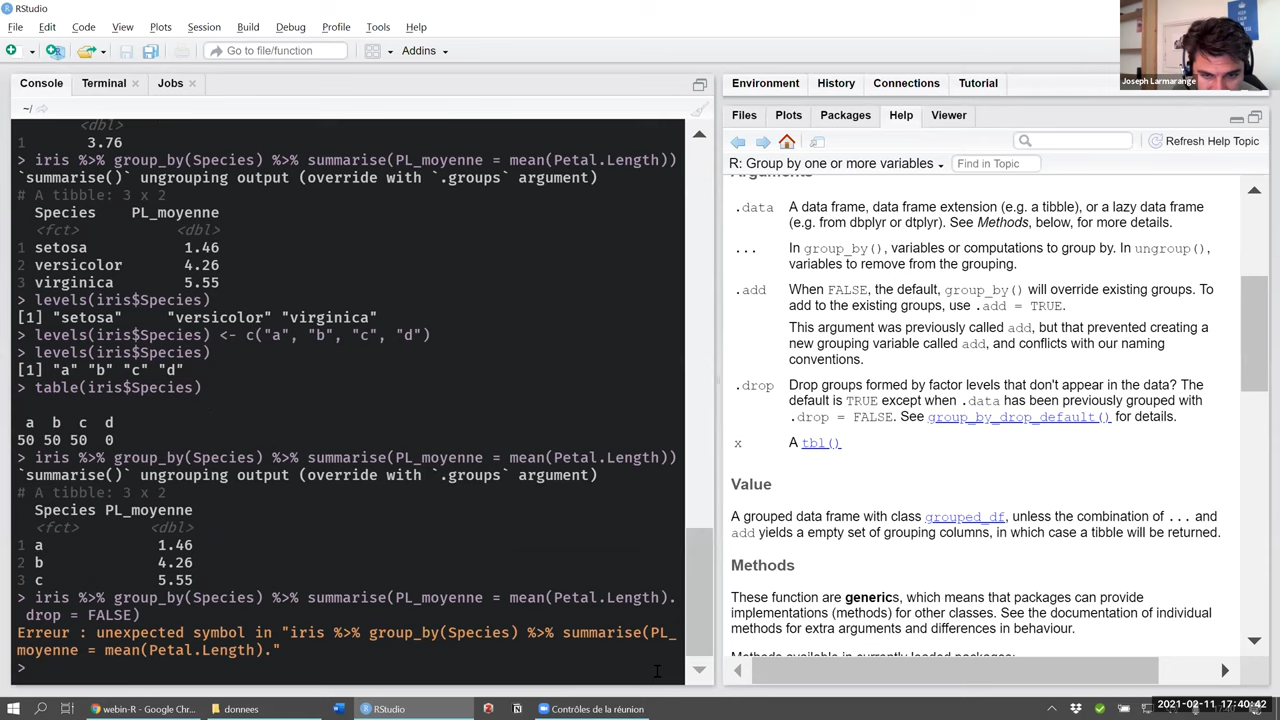 RStudio
File Edit Code View Plots Session Build Debug Profile Tools Help
Go to file/function Addins
Joseph Larmarange
Console Terminal Jobs
~/
<dbl>
1 3.76
> iris %>% group_by(Species) %>% summarise(PL_moyenne = mean(Petal.Length))
`summarise()` ungrouping output (override with `.groups` argument)
# A tibble: 3 x 2
Species PL_moyenne
<fct> <dbl>
1 setosa 1.46
2 versicolor 4.26
3 virginica 5.55
> levels(iris$Species)
[1] "setosa" "versicolor" "virginica"
> levels(iris$Species) <- c("a", "b", "c", "d")
> levels(iris$Species)
[1] "a" "b" "c" "d"
> table(iris$Species)
a b c d
50 50 50 0
> iris %>% group_by(Species) %>% summarise(PL_moyenne = mean(Petal.Length))
`summarise()` ungrouping output (override with `.groups` argument)
# A tibble: 3 x 2
Species PL_moyenne
<fct> <dbl>
1 a 1.46
2 b 4.26
3 c 5.55
> iris %>% group_by(Species) %>% summarise(PL_moyenne = mean(Petal.Length).
drop = FALSE)
Erreur : unexpected symbol in "iris %>% group_by(Species) %>% summarise(PL_
moyenne = mean(Petal.Length)."
>
Environment History Connections Tutorial
Files Plots Packages Help Viewer
Refresh Help Topic
R: Group by one or more variables Find in Topic
Arguments
.data A data frame, data frame extension (e.g. a tibble), or a lazy data frame
(e.g. from dbplyr or dtplyr). See Methods, below, for more details.
... In group_by(), variables or computations to group by. In ungroup(),
variables to remove from the grouping.
.add When FALSE, the default, group_by() will override existing groups. To
add to the existing groups, use .add = TRUE.
This argument was previously called add, but that prevented creating a
new grouping variable called add, and conflicts with our naming
conventions.
.drop Drop groups formed by factor levels that don't appear in the data? The
default is TRUE except when .data has been previously grouped with
.drop = FALSE. See group_by_drop_default() for details.
x A tbl()
Value
A grouped data frame with class grouped_df, unless the combination of ... and
add yields a empty set of grouping columns, in which case a tibble will be returned.
Methods
These function are generics, which means that packages can provide
implementations (methods) for other classes. See the documentation of individual
methods for extra arguments and differences in behaviour.
Methods available in currently loaded packages:
webin-R - Google Chr... donnees RStudio Contrôles de la réunion
2021-02-11 17:40:42